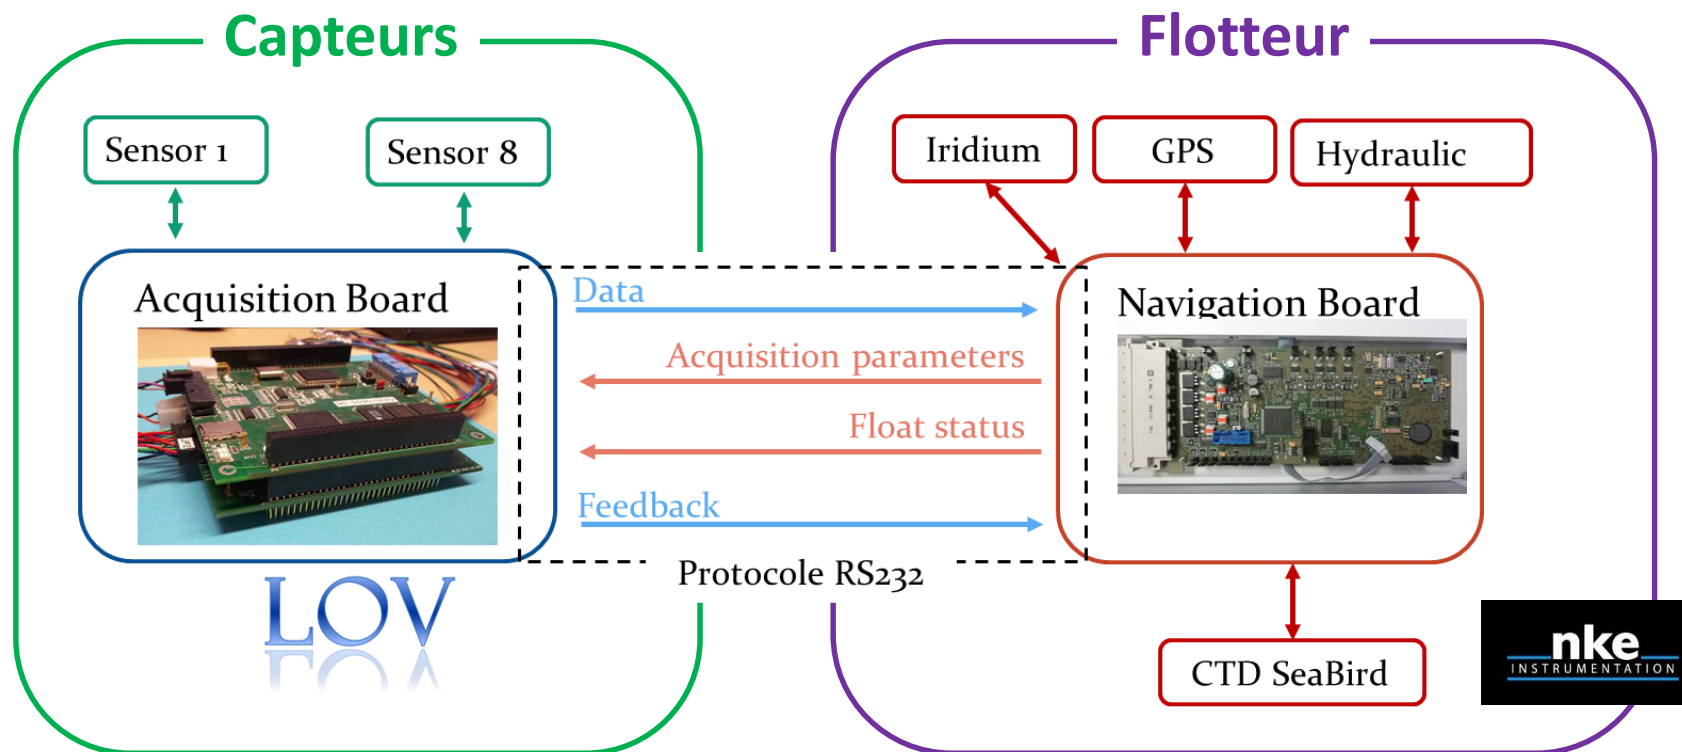 Capteurs
Flotteur
Sensor 1
Sensor 8
Iridium
GPS
Hydraulic
Acquisition Board
Data
Acquisition parameters
Float status
Feedback
Protocole RS232
Navigation Board
LOV
CTD SeaBird
nke
INSTRUMENTATION